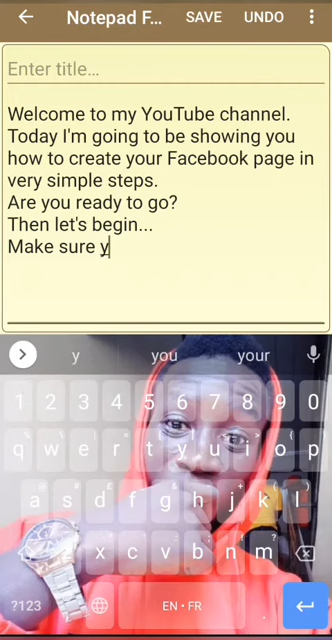 Notepad F... SAVE UNDO
Enter title...
Welcome to my YouTube channel.
Today I'm going to be showing you
how to create your Facebook page in
very simple steps.
Are you ready to go?
Then let's begin...
Make sure y
y you your
1 2 3 4 5 6 7 8 9 0
q w e r t y u i o p
a s d f g h j k l
x c v b n m
?123 EN • FR .